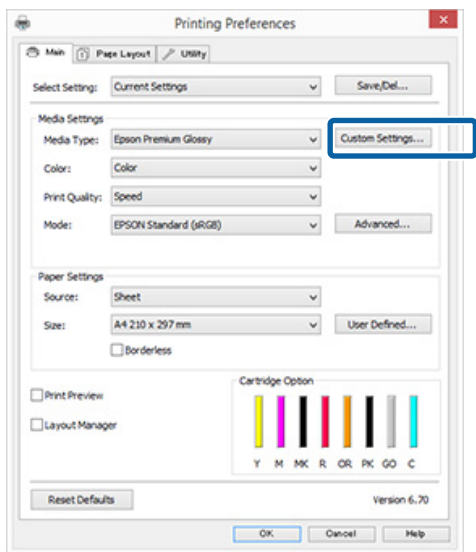 Printing Preferences
Main Page Layout Utility
Select Setting: Current Settings Save/Del...
Media Settings
Media Type: Epson Premium Glossy Custom Settings...
Color: Color
Print Quality: Speed
Mode: EPSON Standard (sRGB) Advanced...
Paper Settings
Source: Sheet
Size: A4 210 x 297 mm User Defined...
Borderless
Print Preview
Layout Manager
Cartridge Option
Y M MK R OR PK GO C
Reset Defaults Version 6.70
OK Cancel Help